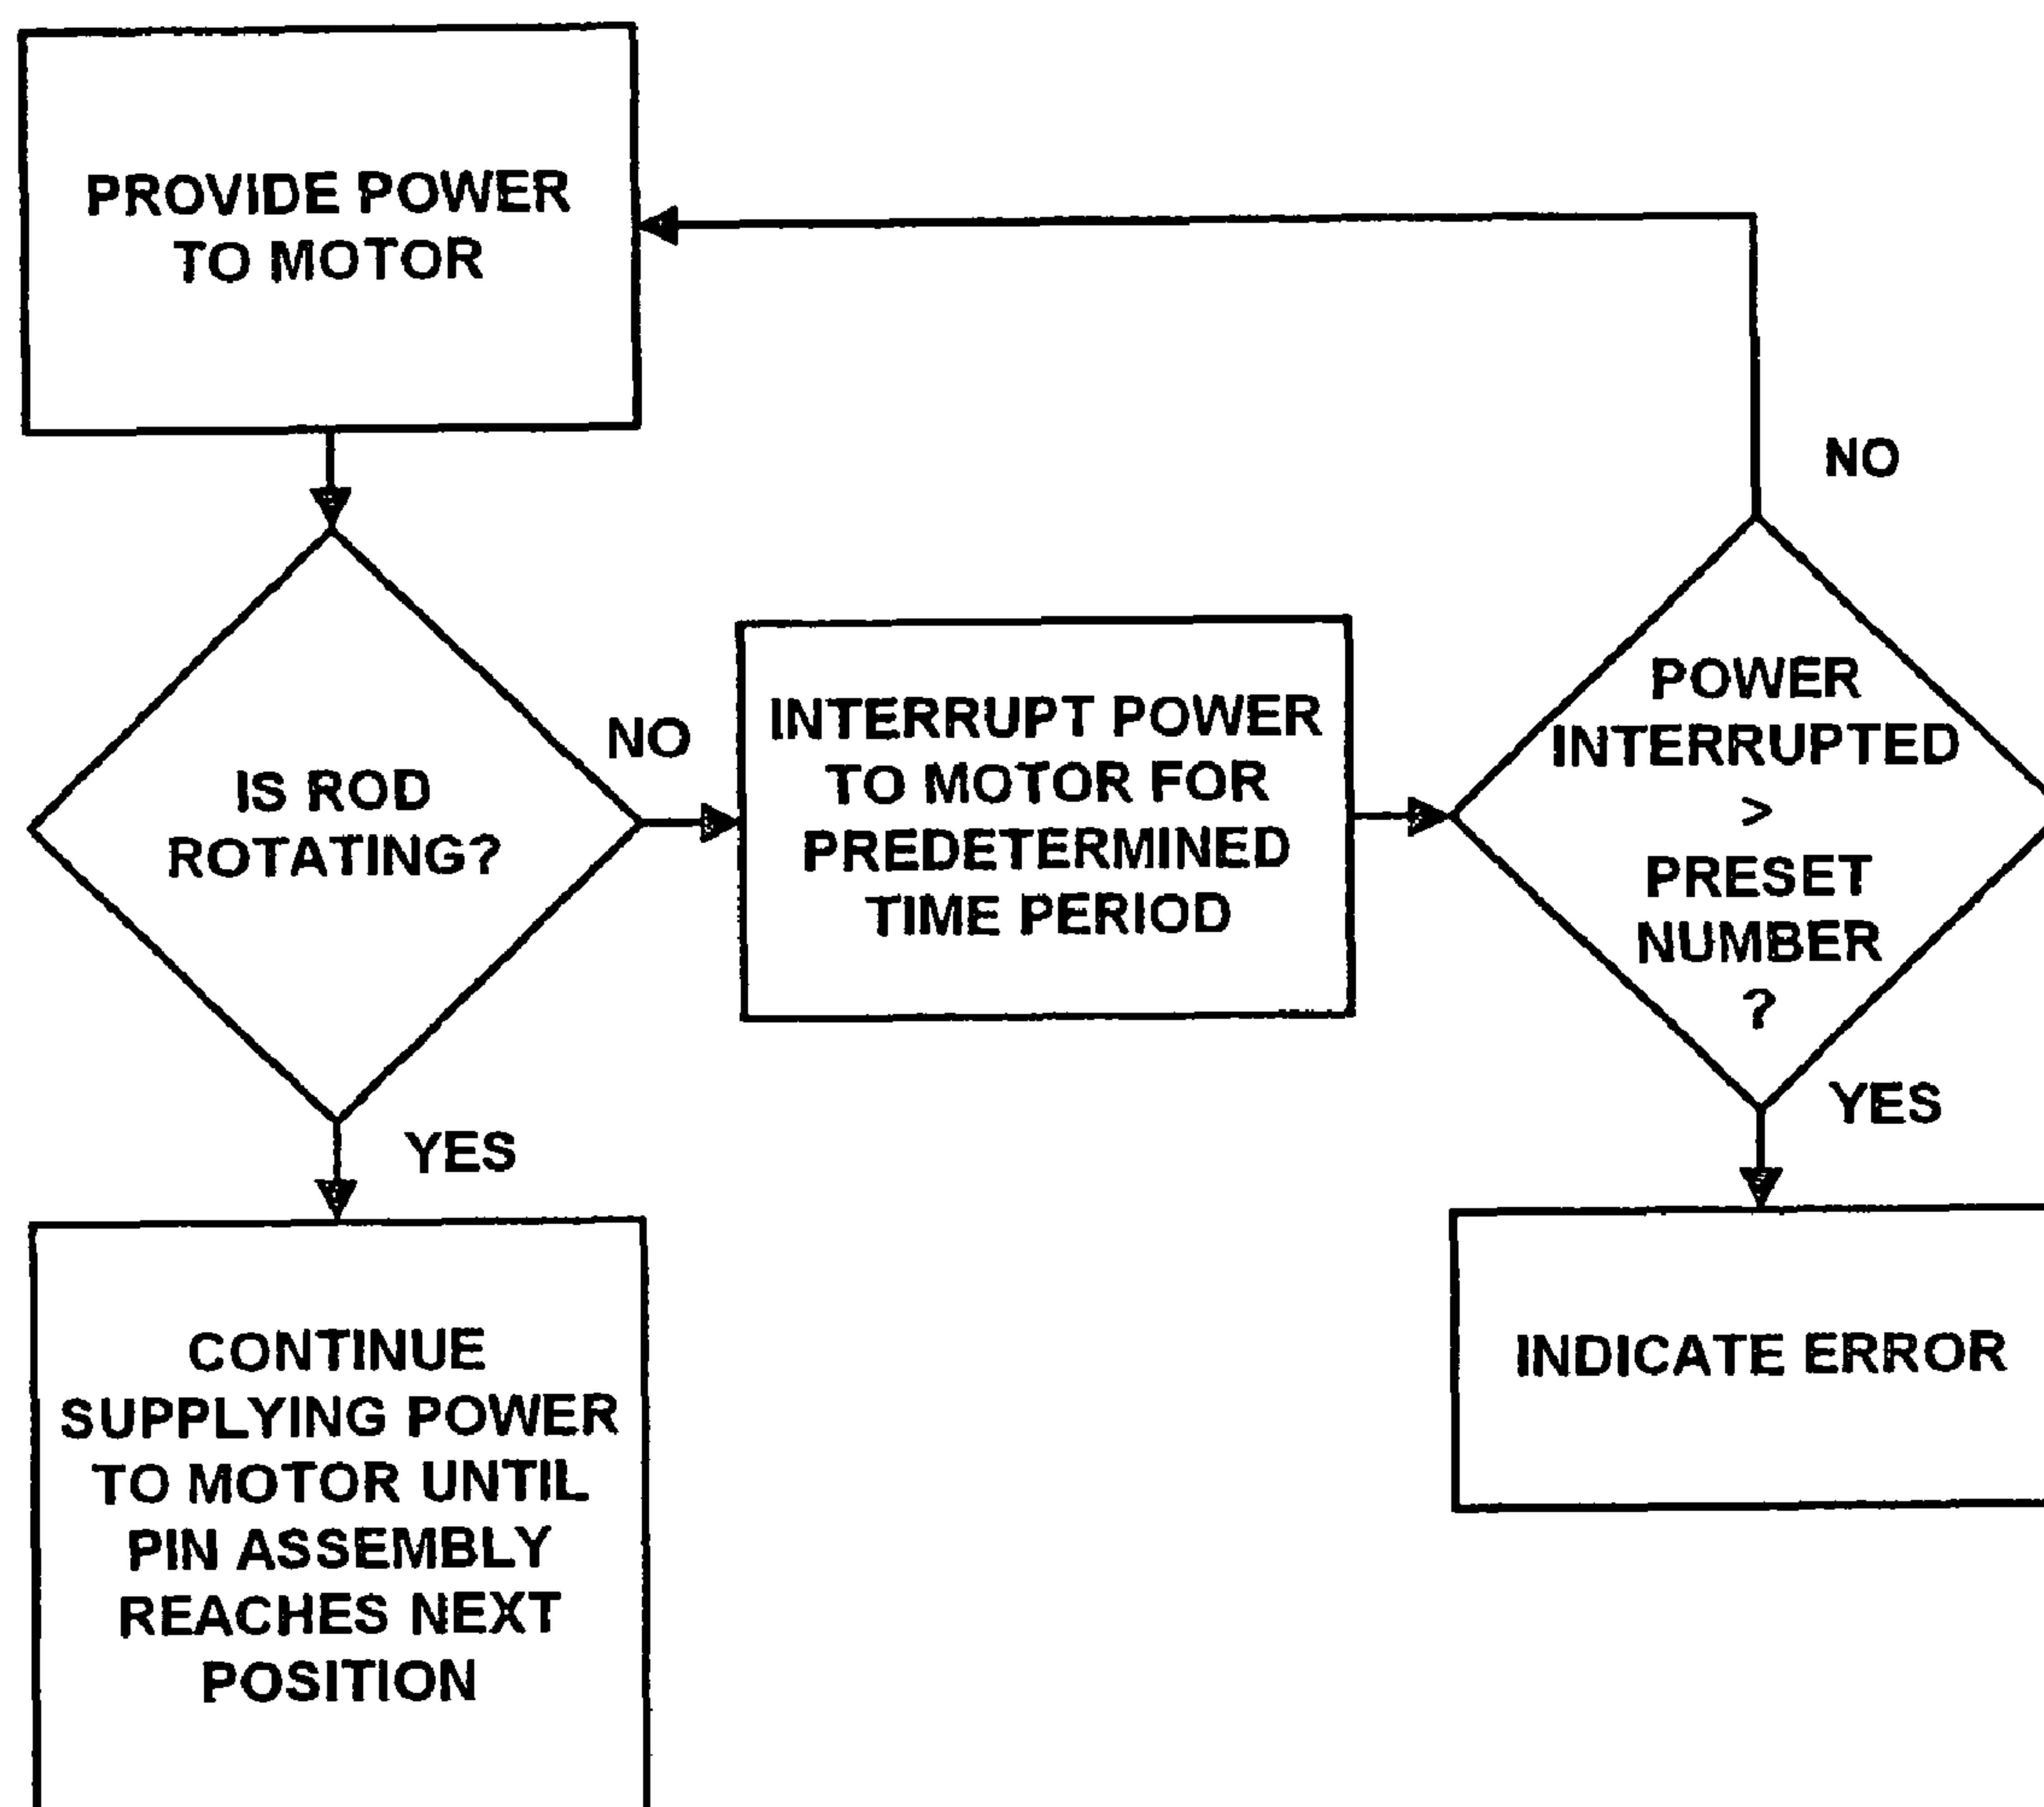 PROVIDE POWER
TO MOTOR
IS ROD
ROTATING?
NO
YES
INTERRUPT POWER
TO MOTOR FOR
PREDETERMINED
TIME PERIOD
POWER
INTERRUPTED
>
PRESET
NUMBER
?
NO
YES
INDICATE ERROR
CONTINUE
SUPPLYING POWER
TO MOTOR UNTIL
PIN ASSEMBLY
REACHES NEXT
POSITION